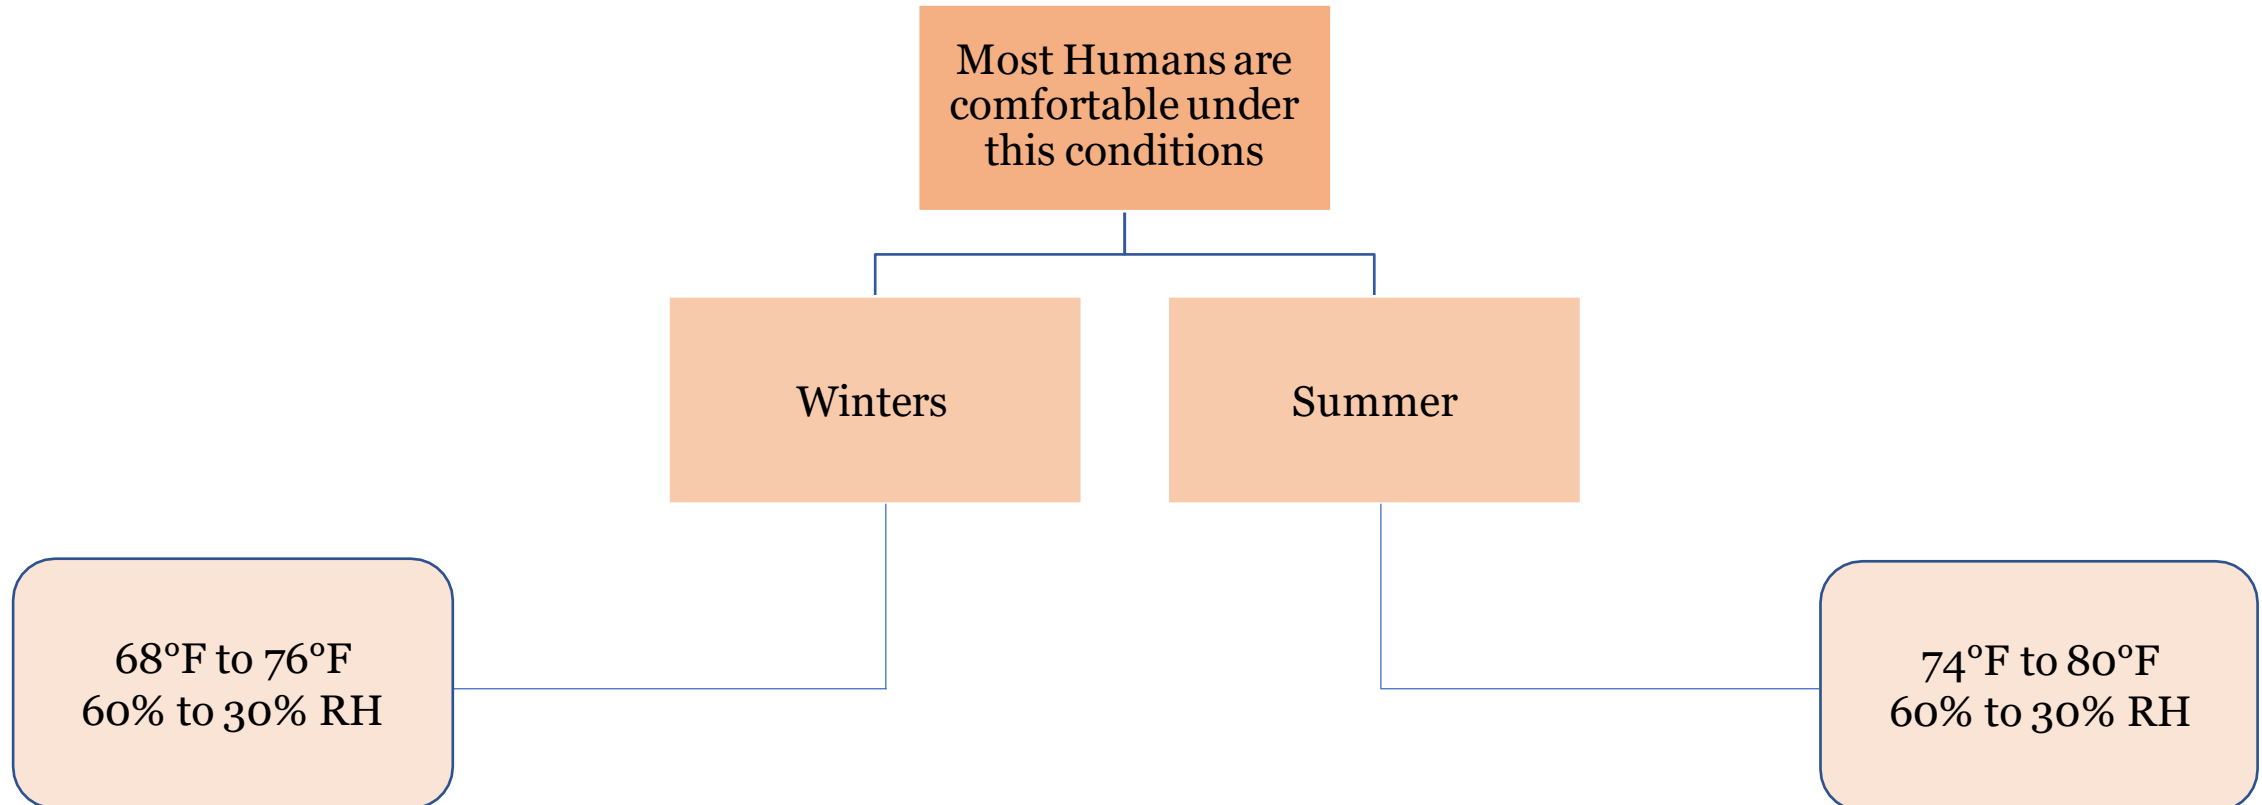 Most Humans are
comfortable under
this conditions
Winters
Summer
68°F to 76°F
60% to 30% RH
74°F to 80°F
60% to 30% RH